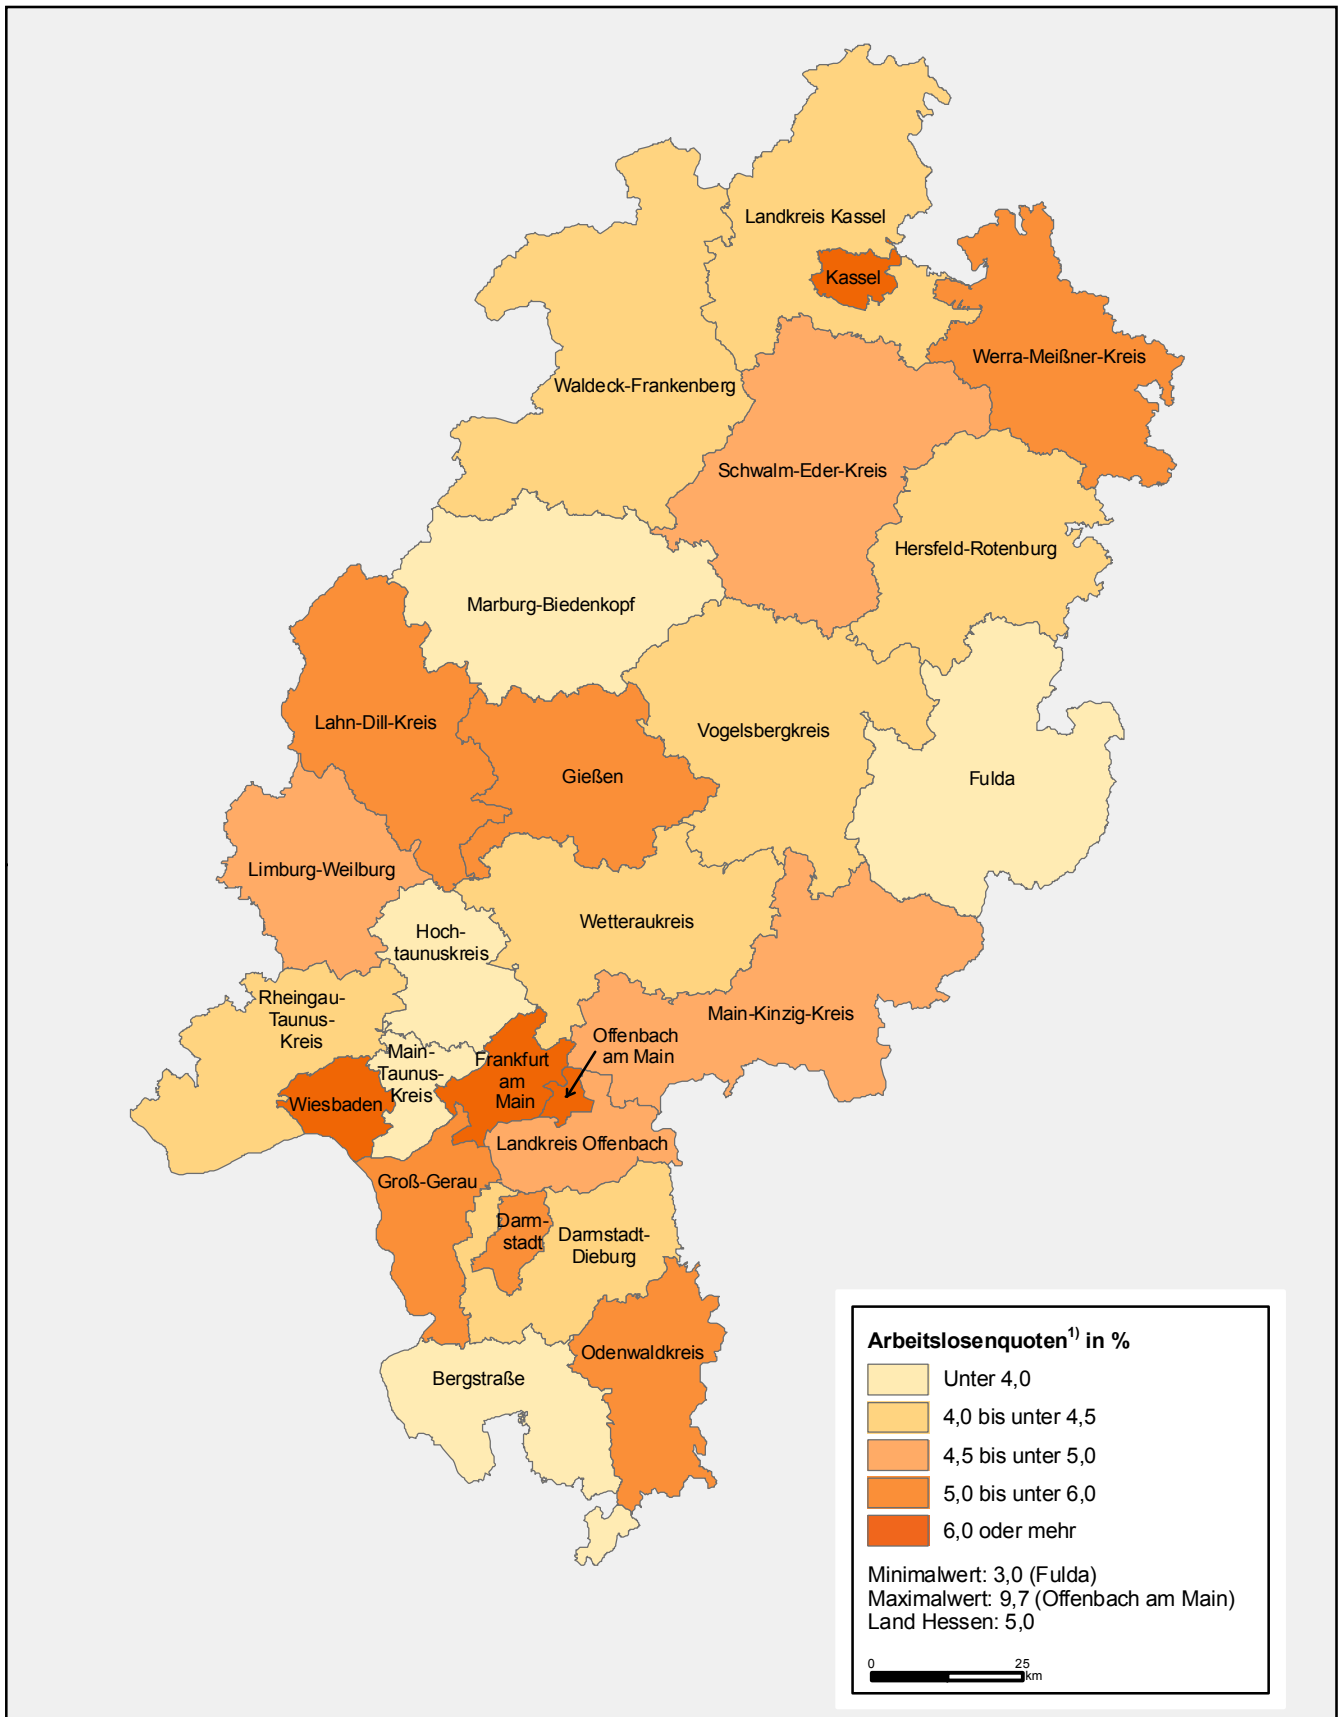 Landkreis Kassel
Kassel
Werra-Meißner-Kreis
Waldeck-Frankenberg
Schwalm-Eder-Kreis
Hersfeld-Rotenburg
Marburg-Biedenkopf
Lahn-Dill-Kreis
Vogelsbergkreis
Gießen
Fulda
Limburg-Weilburg
Wetteraukreis
Hoch-
taunuskreis
Rheingau-
Taunus-
Kreis
Main-Kinzig-Kreis
Offenbach
am Main
Main-
Taunus-
Kreis
Frankfurt
am
Main
Wiesbaden
Landkreis Offenbach
Groß-Gerau
Darm-
stadt
Darmstadt-
Dieburg
Odenwaldkreis
Bergstraße
Arbeitslosenquoten1) in %
Unter 4,0
4,0 bis unter 4,5
4,5 bis unter 5,0
5,0 bis unter 6,0
6,0 oder mehr
Minimalwert: 3,0 (Fulda)
Maximalwert: 9,7 (Offenbach am Main)
Land Hessen: 5,0
0 25
km